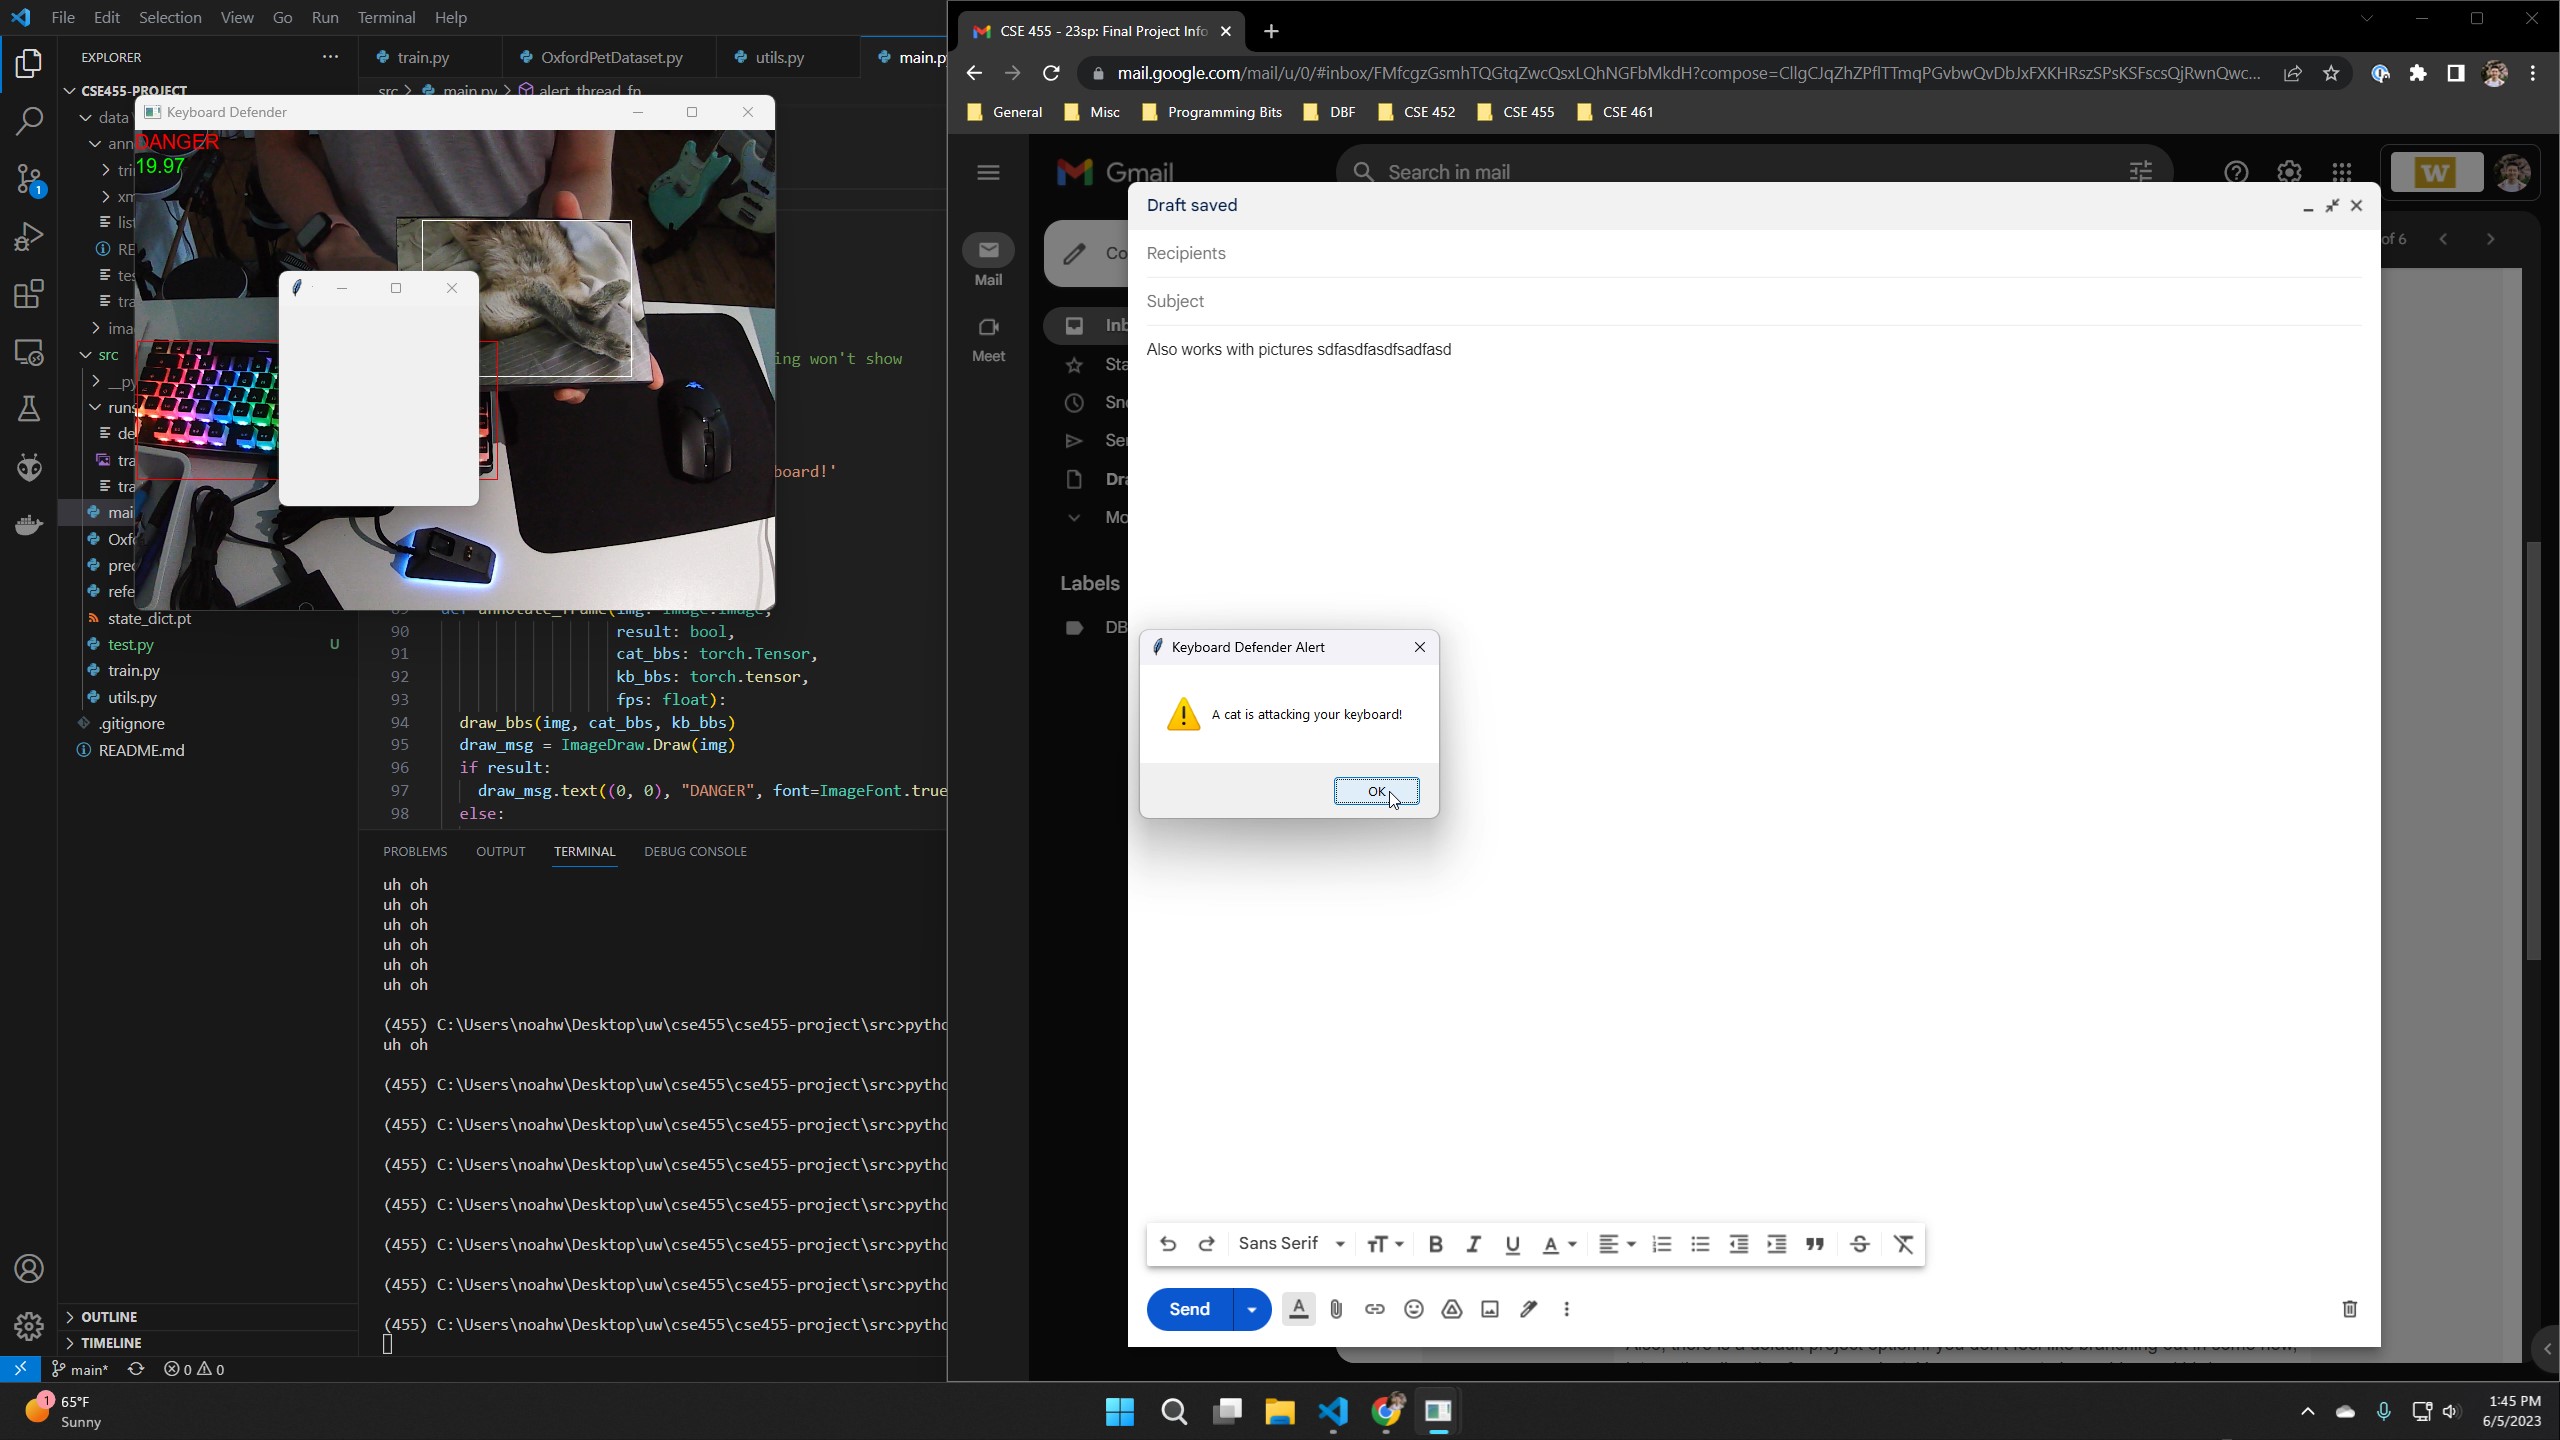 File Edit Selection View Go Run Terminal Help
EXPLORER
train.py
OxfordPetDataset.py
utils.py
main.py
CSE455-PROJECT
src > main.py > alert_thread_fn
data
Keyboard Defender
DANGER
19.97
src
ing won't show
board!'
state_dict.pt
test.py U
train.py
utils.py
.gitignore
README.md
OUTLINE
TIMELINE
90 result: bool,
91 cat_bbs: torch.Tensor,
92 kb_bbs: torch.tensor,
93 fps: float):
94 draw_bbs(img, cat_bbs, kb_bbs)
95 draw_msg = ImageDraw.Draw(img)
96 if result:
97 draw_msg.text((0, 0), "DANGER", font=ImageFont.true
98 else:
PROBLEMS OUTPUT TERMINAL DEBUG CONSOLE
uh oh
uh oh
uh oh
uh oh
uh oh
uh oh
(455) C:\Users\noahw\Desktop\uw\cse455\cse455-project\src>pytho
uh oh
(455) C:\Users\noahw\Desktop\uw\cse455\cse455-project\src>pytho
(455) C:\Users\noahw\Desktop\uw\cse455\cse455-project\src>pytho
(455) C:\Users\noahw\Desktop\uw\cse455\cse455-project\src>pytho
(455) C:\Users\noahw\Desktop\uw\cse455\cse455-project\src>pytho
(455) C:\Users\noahw\Desktop\uw\cse455\cse455-project\src>pytho
(455) C:\Users\noahw\Desktop\uw\cse455\cse455-project\src>pytho
(455) C:\Users\noahw\Desktop\uw\cse455\cse455-project\src>pytho
main* 0 0
CSE 455 - 23sp: Final Project Info
mail.google.com/mail/u/0/#inbox/FMfcgzGsmhTQGtqZwcQsxLQhNGFbMkdH?compose=CllgCJqZhZPflTTmqPGvbwQvDbJxFXKHRszSPsKSFscsQjRwnQwc...
General Misc Programming Bits DBF CSE 452 CSE 455 CSE 461
Gmail
Search in mail
W
Mail
Meet
of 6
Labels
Draft saved
Recipients
Subject
Also works with pictures sdfasdfasdfsadfasd
Keyboard Defender Alert
A cat is attacking your keyboard!
OK
Sans Serif
Send
65°F
Sunny
1
1:45 PM
6/5/2023